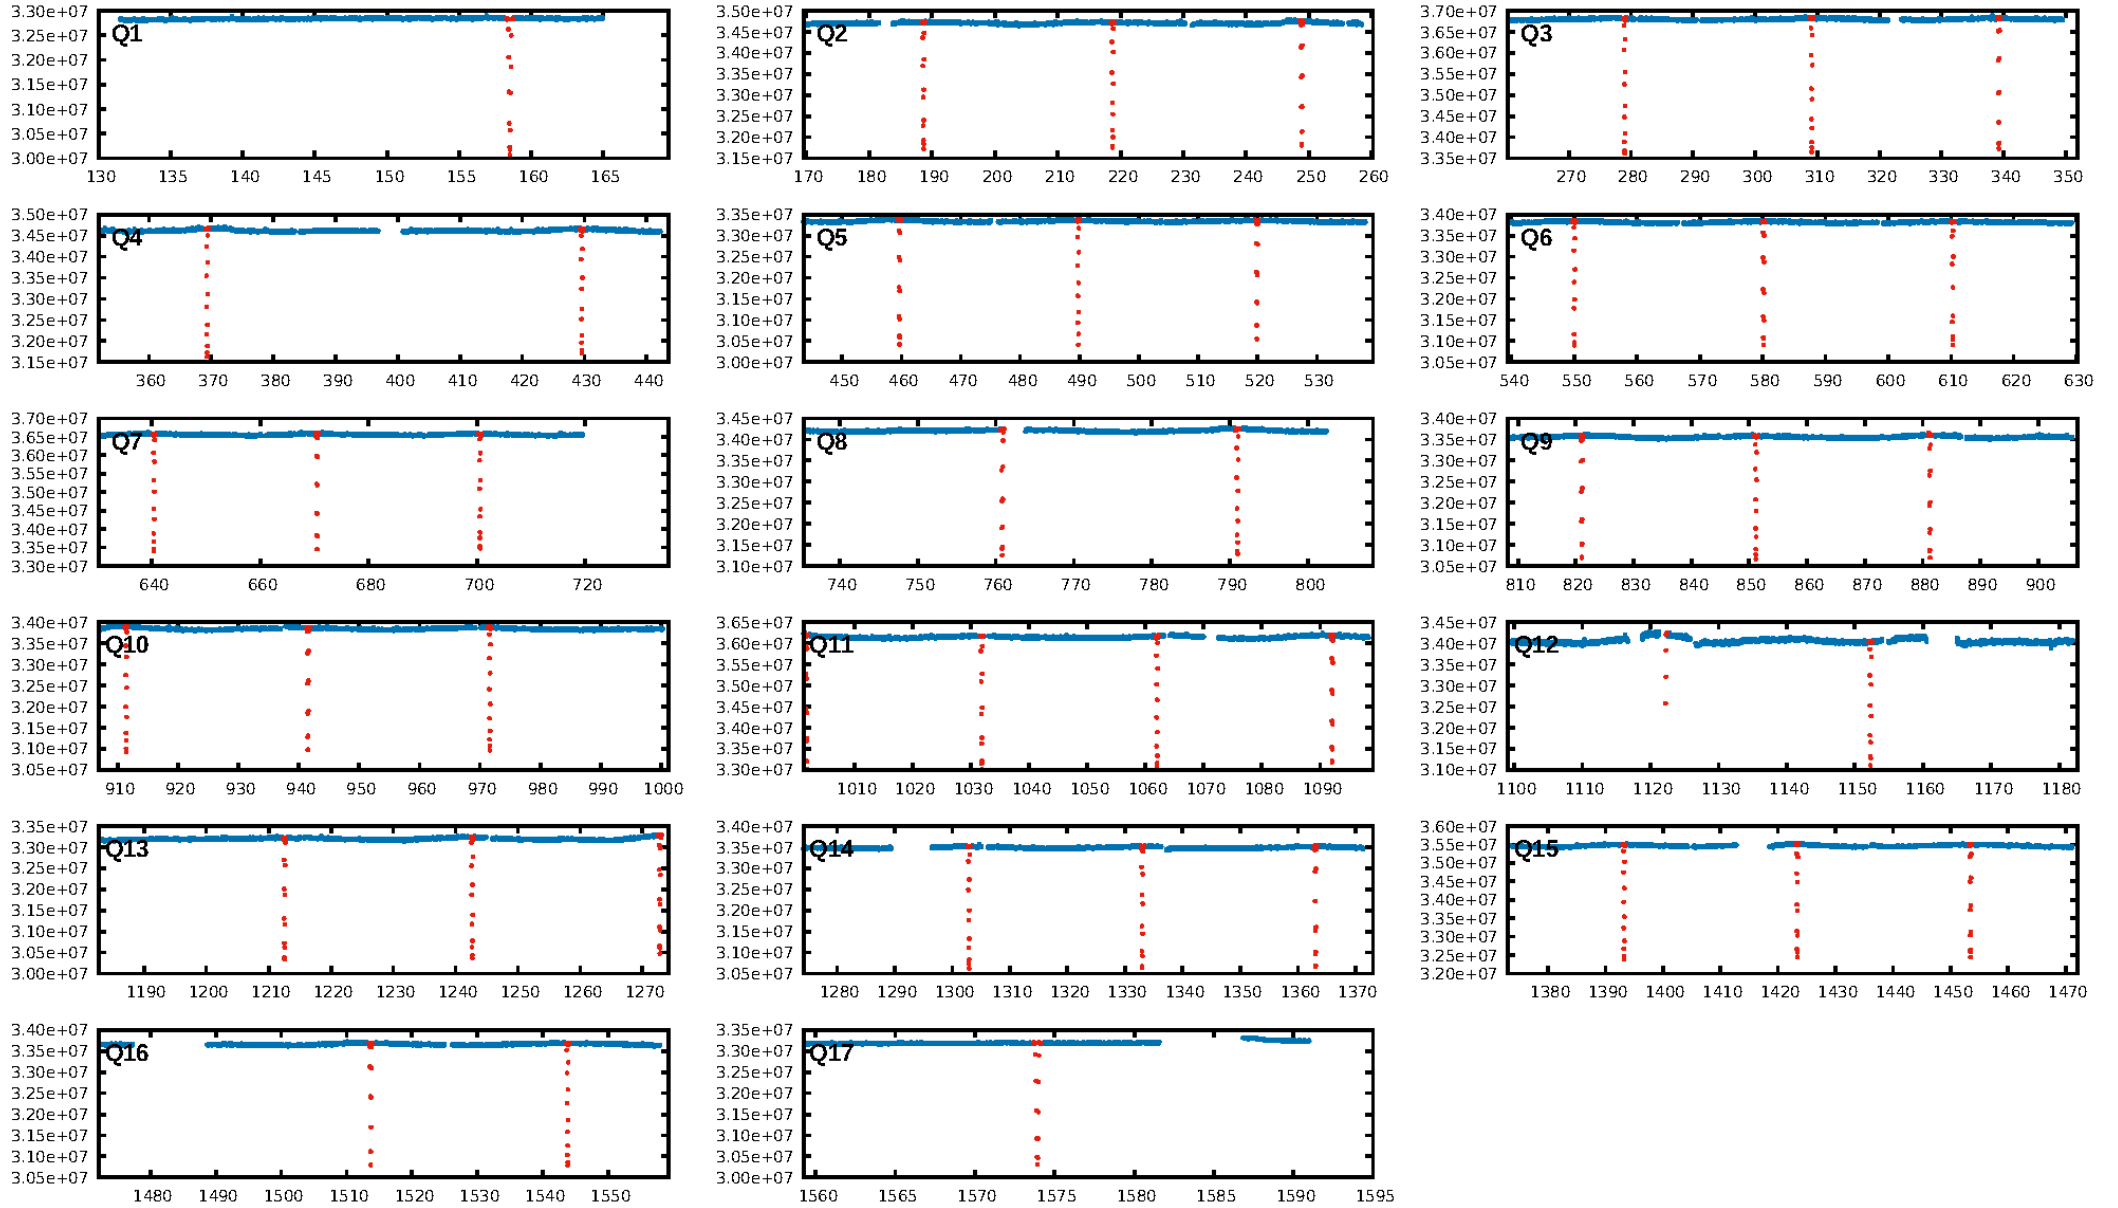 3.30e+07
3.25e+07
3.20e+07
3.15e+07
3.10e+07
3.05e+07
3.00e+07
Q1
130 135 140 145 150 155 160 165
3.50e+07
3.45e+07
3.40e+07
3.35e+07
3.30e+07
3.25e+07
3.20e+07
3.15e+07
Q2
170 180 190 200 210 220 230 240 250 260
3.70e+07
3.65e+07
3.60e+07
3.55e+07
3.50e+07
3.45e+07
3.40e+07
3.35e+07
Q3
270 280 290 300 310 320 330 340 350
3.50e+07
3.45e+07
3.40e+07
3.35e+07
3.30e+07
3.25e+07
3.20e+07
3.15e+07
Q4
360 370 380 390 400 410 420 430 440
3.35e+07
3.30e+07
3.25e+07
3.20e+07
3.15e+07
3.10e+07
3.05e+07
3.00e+07
Q5
450 460 470 480 490 500 510 520 530
3.40e+07
3.35e+07
3.30e+07
3.25e+07
3.20e+07
3.15e+07
3.10e+07
3.05e+07
Q6
540 550 560 570 580 590 600 610 620 630
3.70e+07
3.65e+07
3.60e+07
3.55e+07
3.50e+07
3.45e+07
3.40e+07
3.35e+07
3.30e+07
Q7
640 660 680 700 720
3.45e+07
3.40e+07
3.35e+07
3.30e+07
3.25e+07
3.20e+07
3.15e+07
3.10e+07
Q8
740 750 760 770 780 790 800
3.40e+07
3.35e+07
3.30e+07
3.25e+07
3.20e+07
3.15e+07
3.10e+07
3.05e+07
Q9
810 820 830 840 850 860 870 880 890 900
3.40e+07
3.35e+07
3.30e+07
3.25e+07
3.20e+07
3.15e+07
3.10e+07
3.05e+07
Q10
910 920 930 940 950 960 970 980 990 1000
3.65e+07
3.60e+07
3.55e+07
3.50e+07
3.45e+07
3.40e+07
3.35e+07
3.30e+07
Q11
1010 1020 1030 1040 1050 1060 1070 1080 1090
3.45e+07
3.40e+07
3.35e+07
3.30e+07
3.25e+07
3.20e+07
3.15e+07
3.10e+07
Q12
1100 1110 1120 1130 1140 1150 1160 1170 1180
3.35e+07
3.30e+07
3.25e+07
3.20e+07
3.15e+07
3.10e+07
3.05e+07
3.00e+07
Q13
1190 1200 1210 1220 1230 1240 1250 1260 1270
3.40e+07
3.35e+07
3.30e+07
3.25e+07
3.20e+07
3.15e+07
3.10e+07
3.05e+07
Q14
1280 1290 1300 1310 1320 1330 1340 1350 1360 1370
3.60e+07
3.55e+07
3.50e+07
3.45e+07
3.40e+07
3.35e+07
3.30e+07
3.25e+07
3.20e+07
Q15
1380 1390 1400 1410 1420 1430 1440 1450 1460 1470
3.40e+07
3.35e+07
3.30e+07
3.25e+07
3.20e+07
3.15e+07
3.10e+07
3.05e+07
Q16
1480 1490 1500 1510 1520 1530 1540 1550
3.35e+07
3.30e+07
3.25e+07
3.20e+07
3.15e+07
3.10e+07
3.05e+07
3.00e+07
Q17
1560 1565 1570 1575 1580 1585 1590 1595